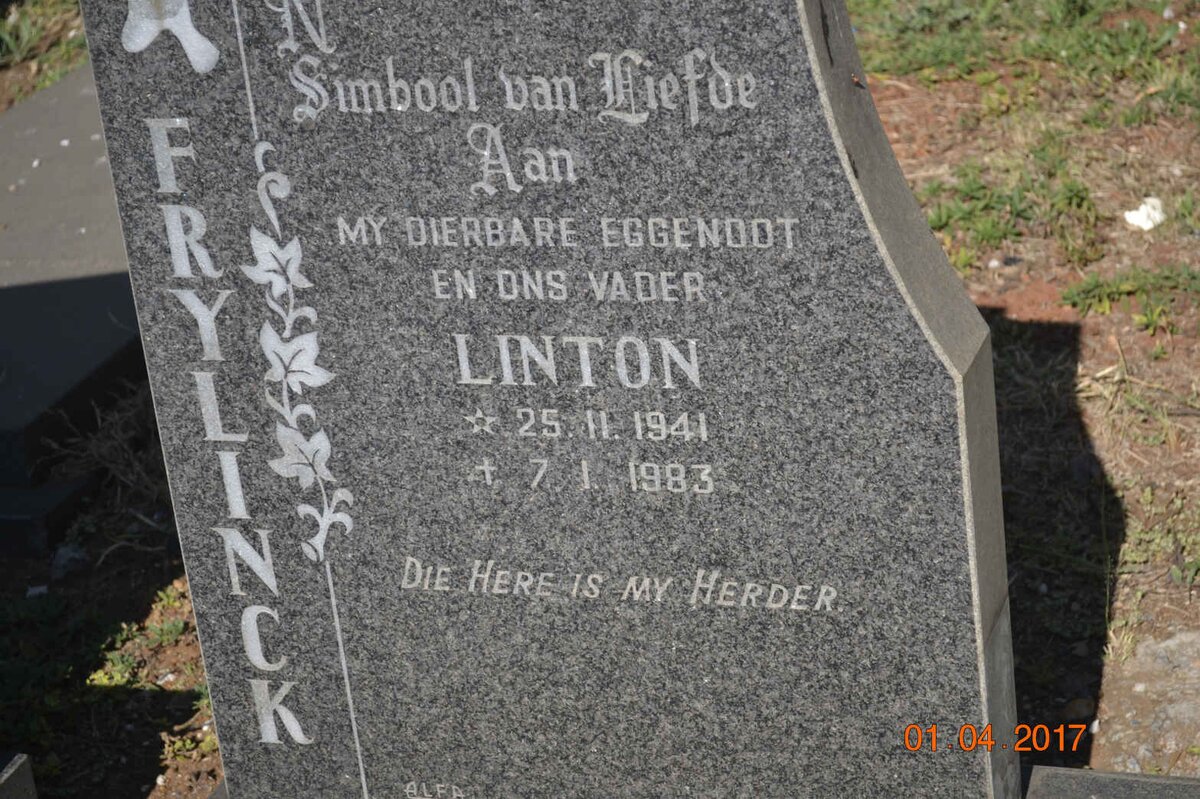 FRYLINCK
'N
Simbool van Liefde
Aan
MY DIERBARE EGGENOOT
EN ONS VADER
LINTON
☆ 25. 11. 1941
✝ 7 1 1983
DIE HERE IS MY HERDER.
ALFA
01.04.2017